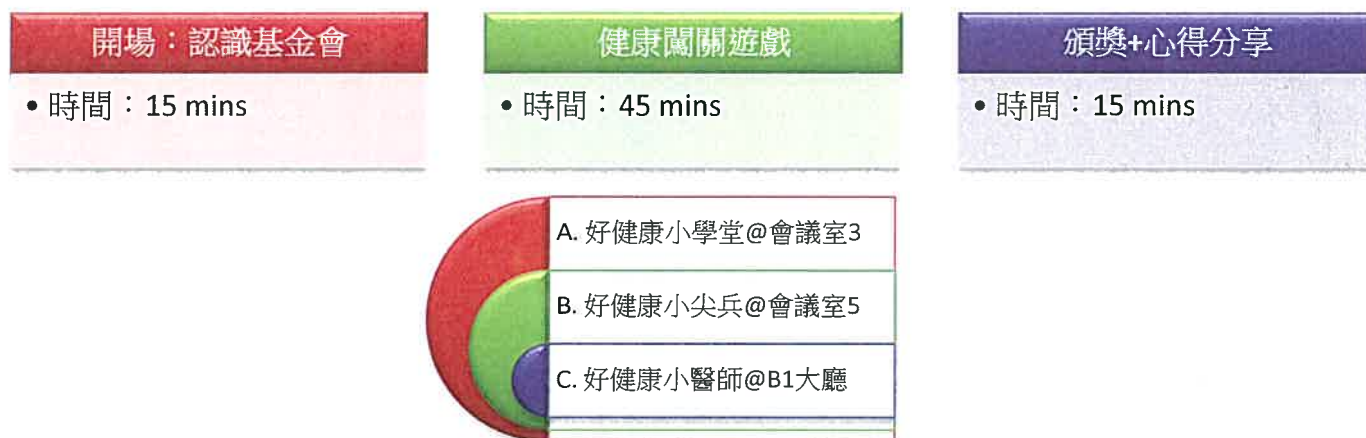 開場：認識基金會
• 時間：15 mins
健康闖關遊戲
• 時間：45 mins
頒獎+心得分享
• 時間：15 mins
A. 好健康小學堂@會議室3
B. 好健康小尖兵@會議室5
C. 好健康小醫師@B1大廳